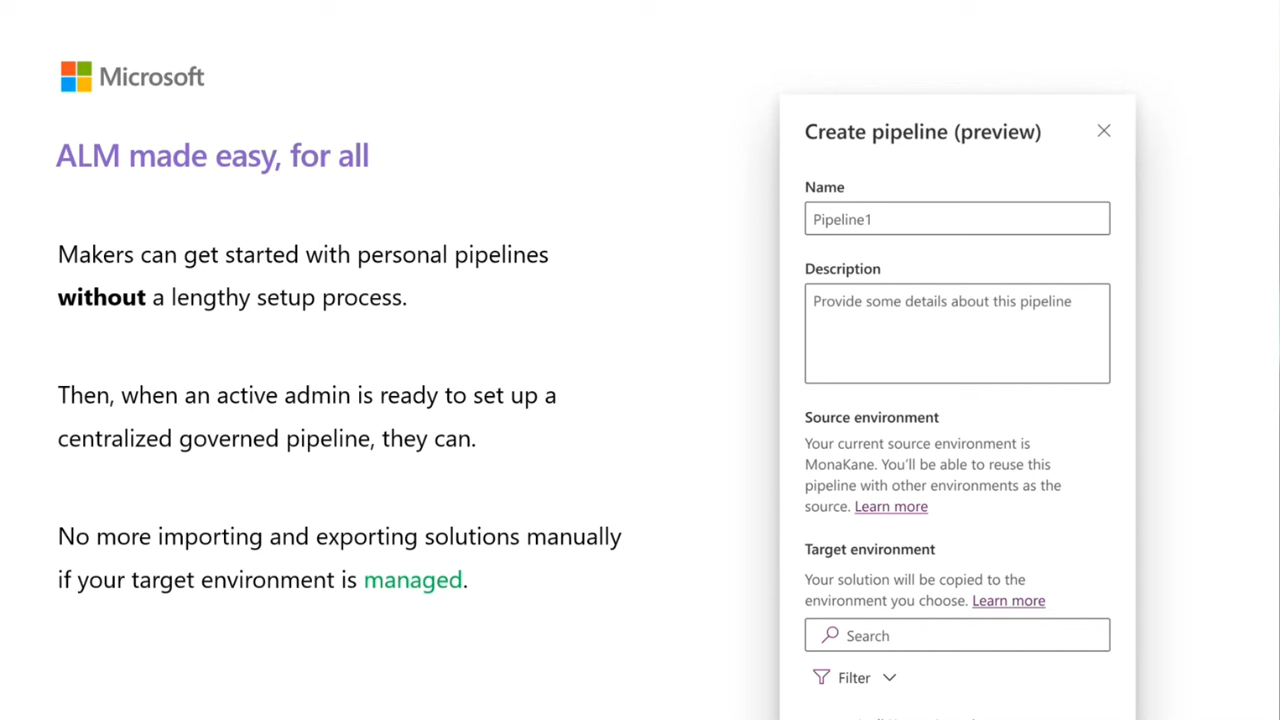 Microsoft
ALM made easy, for all
Makers can get started with personal pipelines
without a lengthy setup process.
Then, when an active admin is ready to set up a
centralized governed pipeline, they can.
No more importing and exporting solutions manually
if your target environment is managed.
Create pipeline (preview)
Name
Pipeline1
Description
Provide some details about this pipeline
Source environment
Your current source environment is
MonaKane. You'll be able to reuse this
pipeline with other environments as the
source. Learn more
Target environment
Your solution will be copied to the
environment you choose. Learn more
Search
Filter